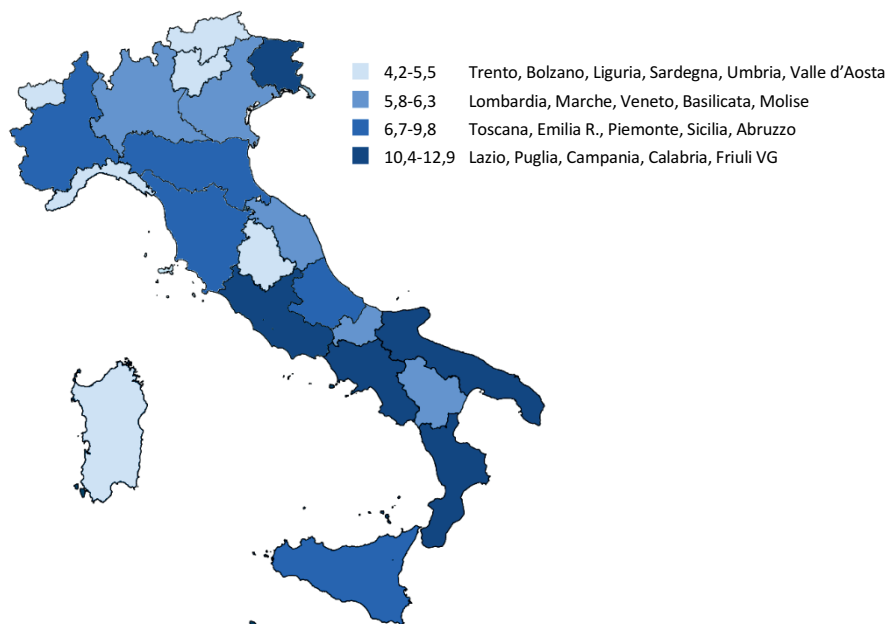 4,2-5,5 Trento, Bolzano, Liguria, Sardegna, Umbria, Valle d’Aosta
5,8-6,3 Lombardia, Marche, Veneto, Basilicata, Molise
6,7-9,8 Toscana, Emilia R., Piemonte, Sicilia, Abruzzo
10,4-12,9 Lazio, Puglia, Campania, Calabria, Friuli VG